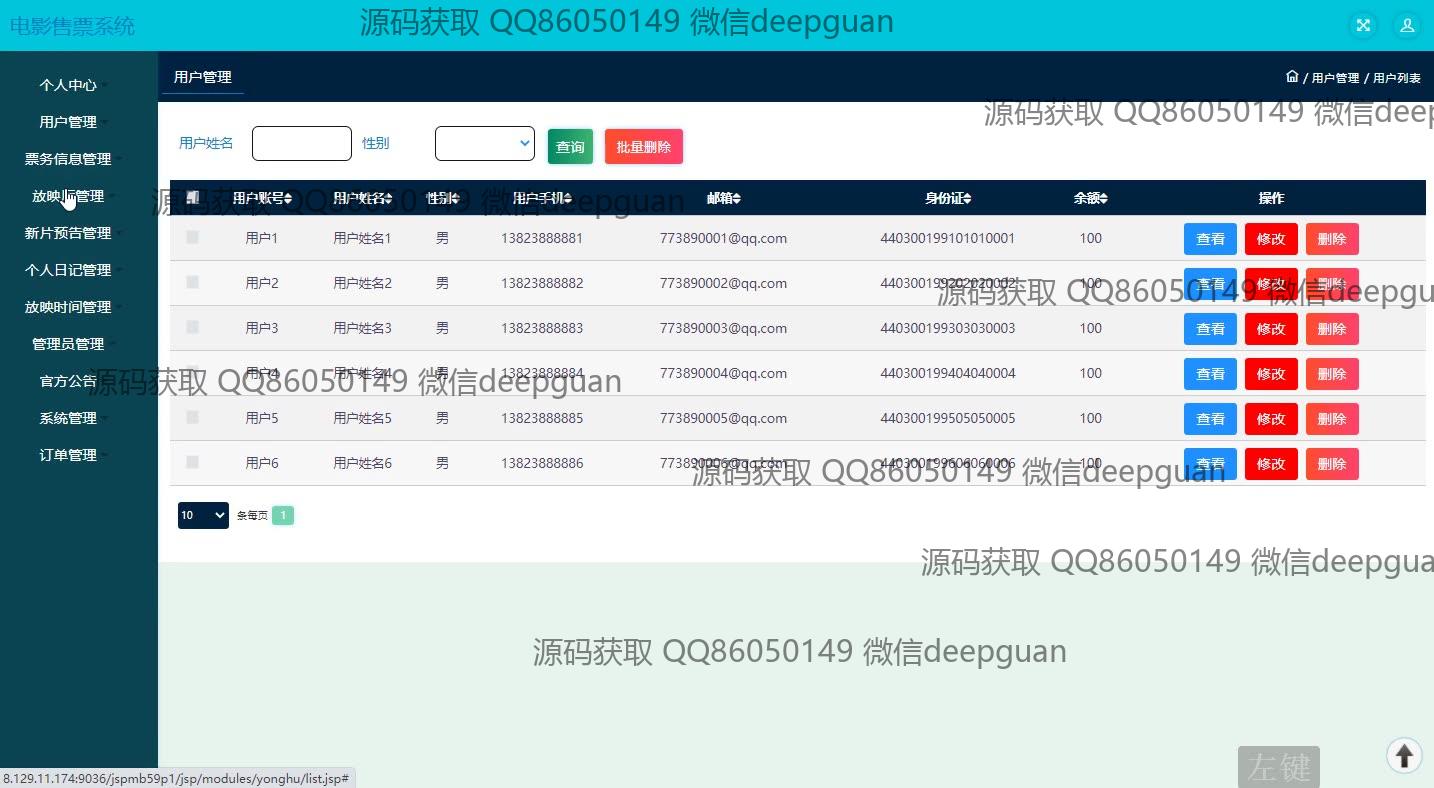 电影售票系统
源码获取 QQ86050149 微信deepguan
用户管理
/ 用户管理 / 用户列表
源码获取 QQ86050149 微信deep
个人中心
用户管理
票务信息管理
放映厅管理
新片预告管理
个人日记管理
放映时间管理
管理员管理
官方公告
系统管理
订单管理
用户姓名 性别 查询 批量删除
用户账号 用户姓名 性别 用户手机 邮箱 身份证 余额 操作
源码获取 QQ86050149 微信deepguan
用户1 用户姓名1 男 13823888881 773890001@qq.com 440300199101010001 100 查看 修改 删除
用户2 用户姓名2 男 13823888882 773890002@qq.com 440300199202020002 100 查看 修改 删除
源码获取 QQ86050149 微信deepgu
用户3 用户姓名3 男 13823888883 773890003@qq.com 440300199303030003 100 查看 修改 删除
用户4 用户姓名4 男 13823888884 773890004@qq.com 440300199404040004 100 查看 修改 删除
源码获取 QQ86050149 微信deepguan
用户5 用户姓名5 男 13823888885 773890005@qq.com 440300199505050005 100 查看 修改 删除
用户6 用户姓名6 男 13823888886 773890006@qq.com 440300199606060006 100 查看 修改 删除
源码获取 QQ86050149 微信deepguan
10 条每页 1
源码获取 QQ86050149 微信deepgua
源码获取 QQ86050149 微信deepguan
左键
8.129.11.174:9036/jspmb59p1/jsp/modules/yonghu/list.jsp#